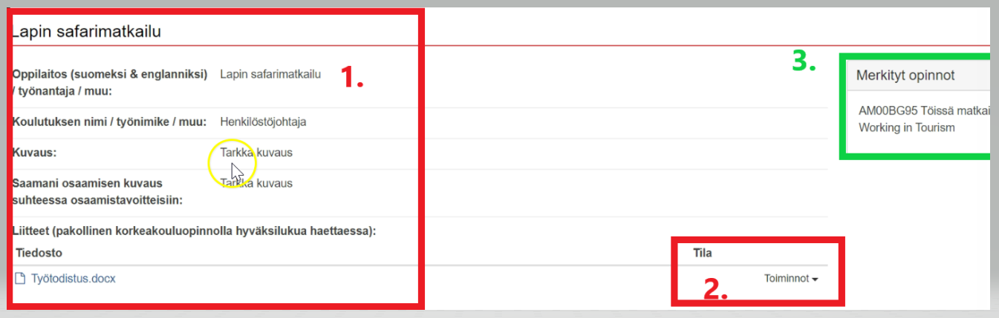 Lapin safarimatkailu
Oppilaitos (suomeksi & englanniksi) Lapin safarimatkailu
/ työnantaja / muu:
1.
Koulutuksen nimi / työnimike / muu: Henkilöstöjohtaja
Kuvaus: Tarkka kuvaus
Saamani osaamisen kuvaus Tarkka kuvaus
suhteessa osaamistavoitteisiin:
Liitteet (pakollinen korkeakouluopinnolla hyväksilukua haettaessa):
Tiedosto Tila
Työtodistus.docx Toiminnot
2.
3.
Merkityt opinnot
AM00BG95 Töissä matkai
Working in Tourism